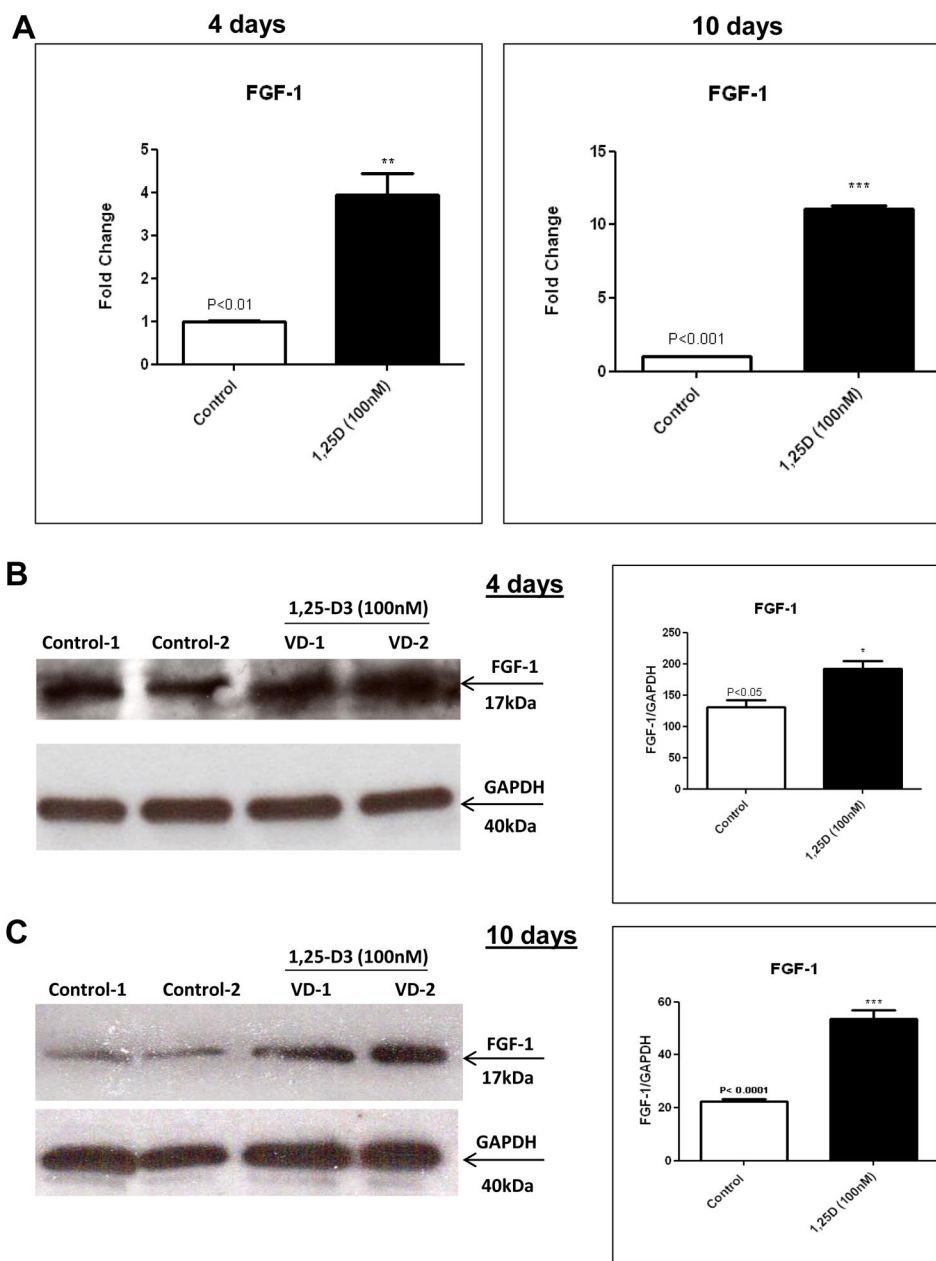 A
4 days
10 days
FGF-1
Fold Change
5
4
3
2
1
0
**
P<0.01
Control
1,25D (100nM)
FGF-1
Fold Change
15
10
5
0
***
P<0.001
Control
1,25D (100nM)
B
4 days
1,25-D3 (100nM)
Control-1 Control-2 VD-1 VD-2
FGF-1
17kDa
GAPDH
40kDa
FGF-1
FGF-1/GAPDH
250
200
150
100
50
0
*
P<0.05
Control
1,25D (100nM)
C
10 days
1,25-D3 (100nM)
Control-1 Control-2 VD-1 VD-2
FGF-1
17kDa
GAPDH
40kDa
FGF-1
FGF-1/GAPDH
60
40
20
0
***
P< 0.0001
Control
1,25D (100nM)